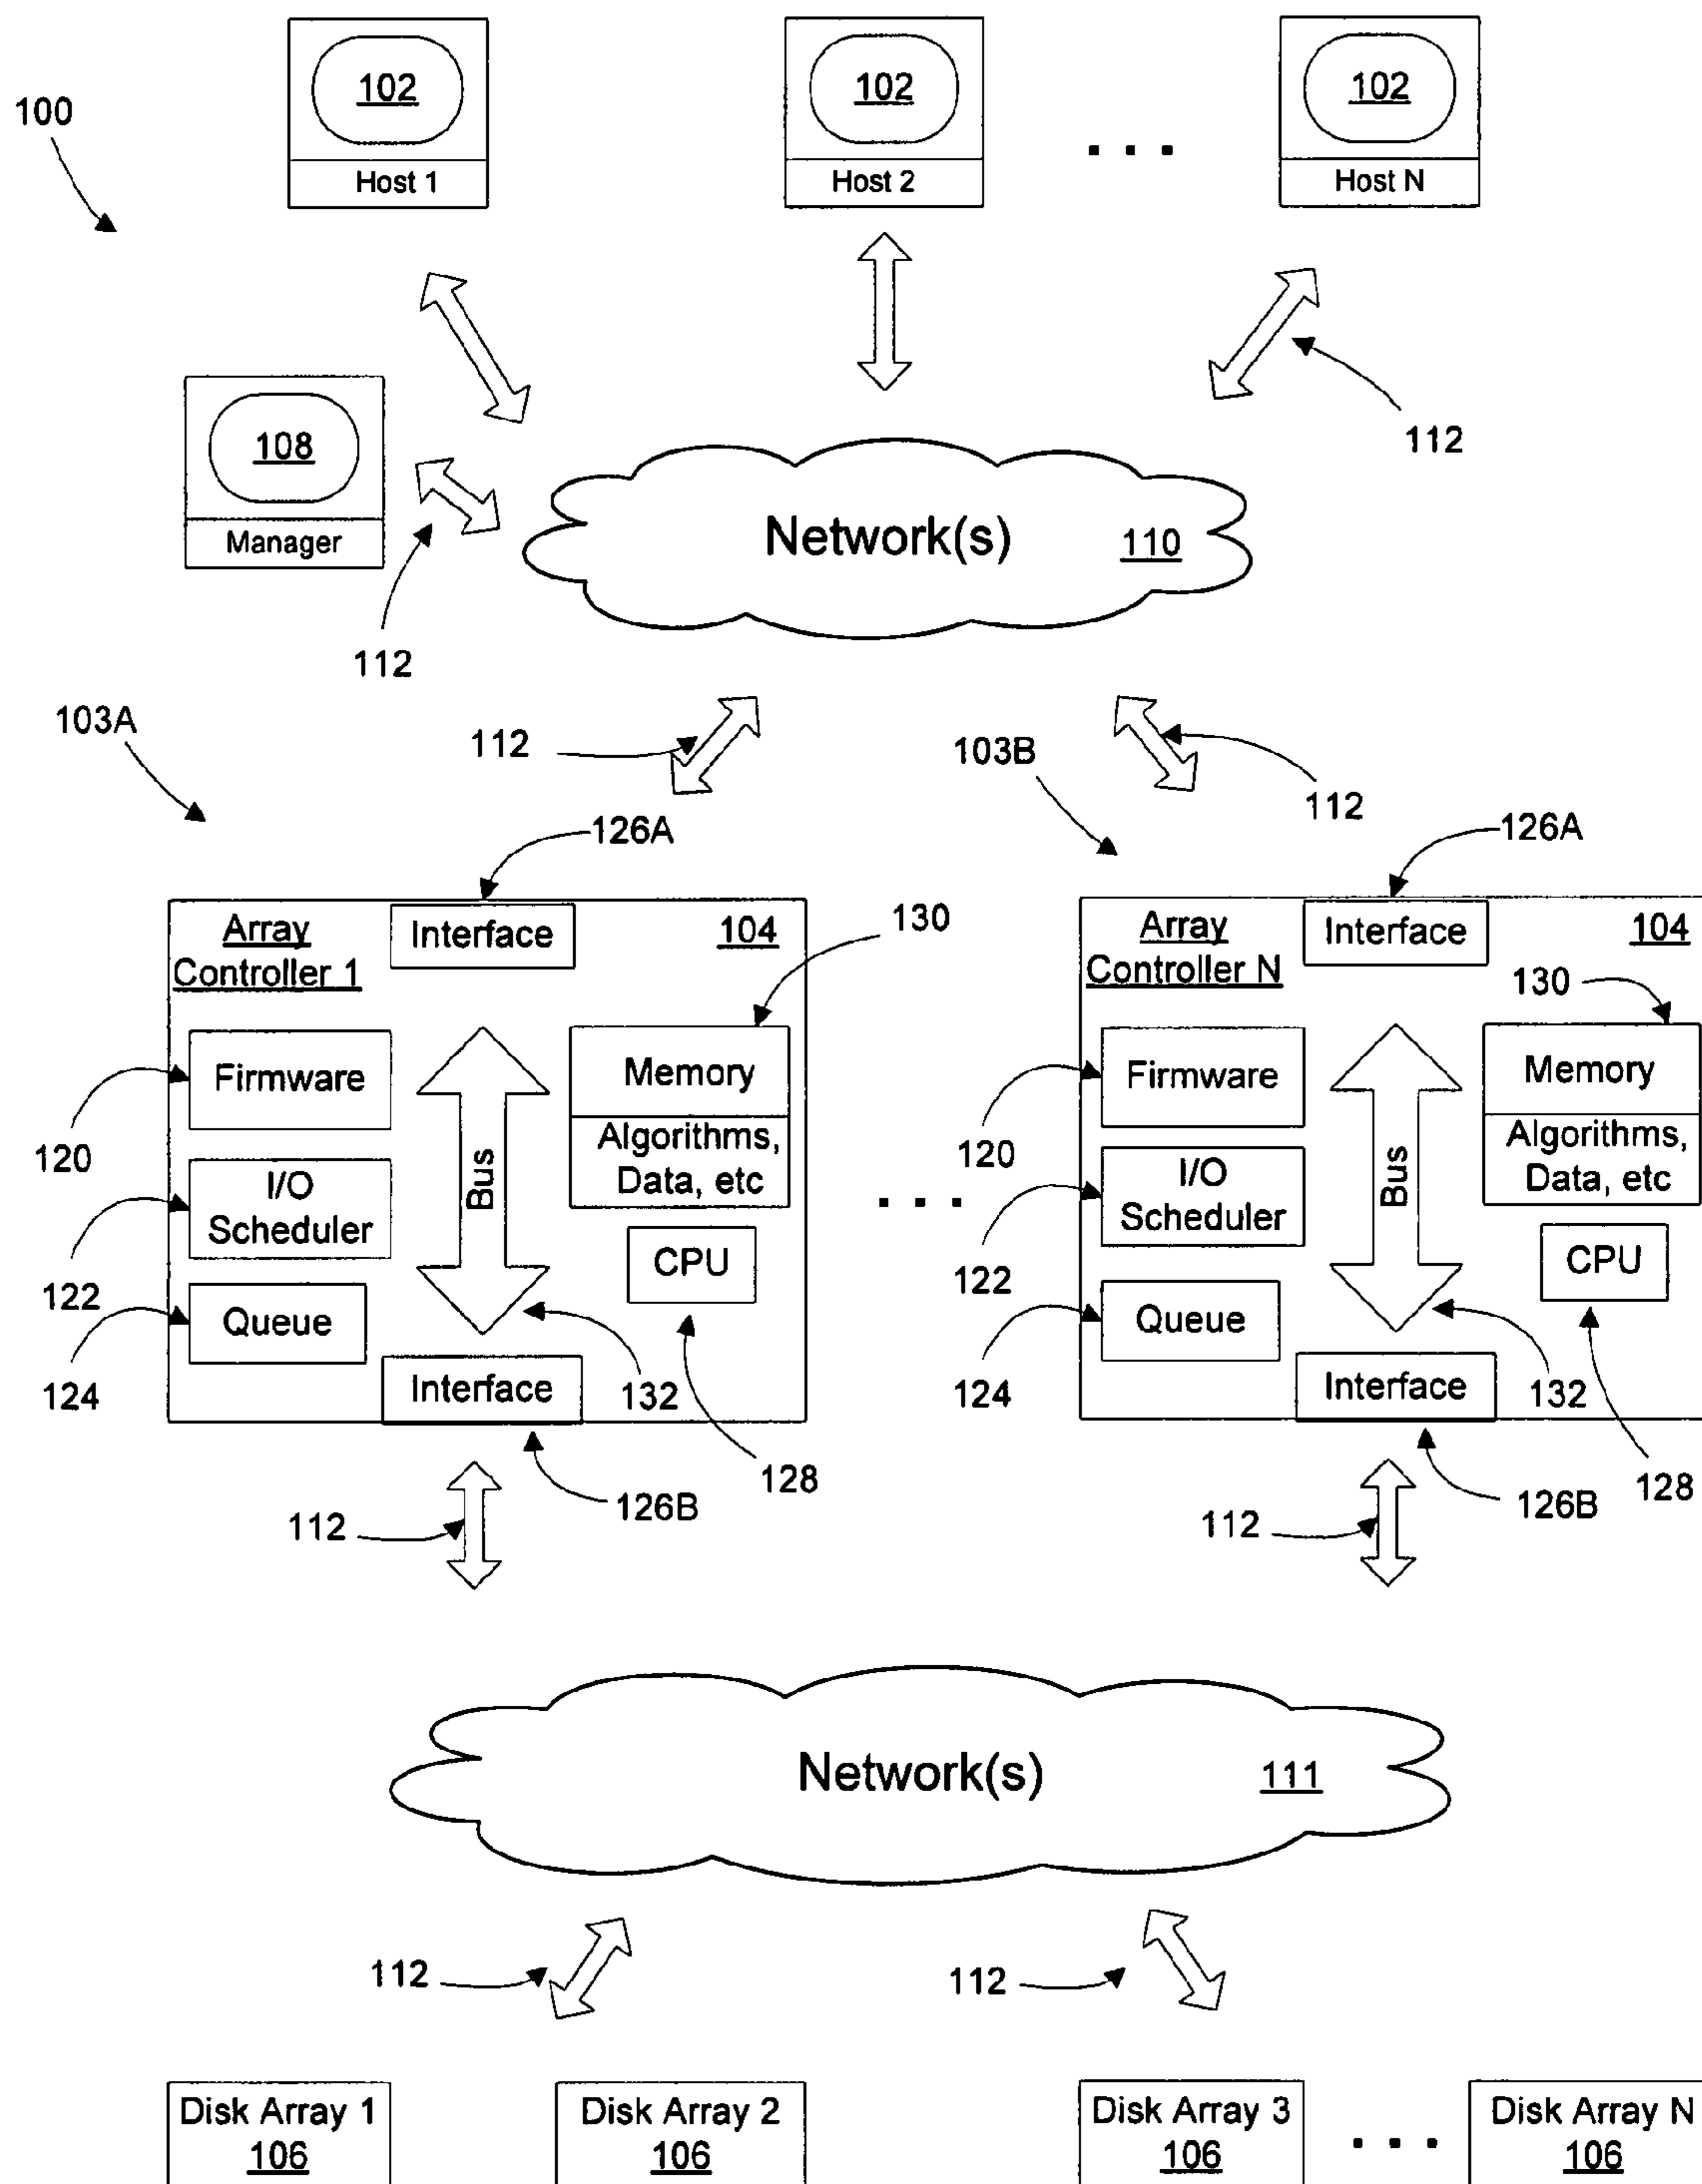 102
102
102
100
Host 1
Host 2
. . .
Host N
112
108
Manager
Network(s)
110
112
103A
112
103B
112
126A
126A
Array
Controller 1
Interface
104
130
Array
Controller N
Interface
104
130
Firmware
Memory
Algorithms,
Data, etc
120
I/O
Scheduler
Bus
CPU
122
Queue
124
Interface
132
128
126B
112
. . .
Firmware
Memory
Algorithms,
Data, etc
120
I/O
Scheduler
Bus
CPU
122
Queue
124
Interface
132
128
126B
112
Network(s)
111
112
112
Disk Array 1
106
Disk Array 2
106
Disk Array 3
106
. . .
Disk Array N
106